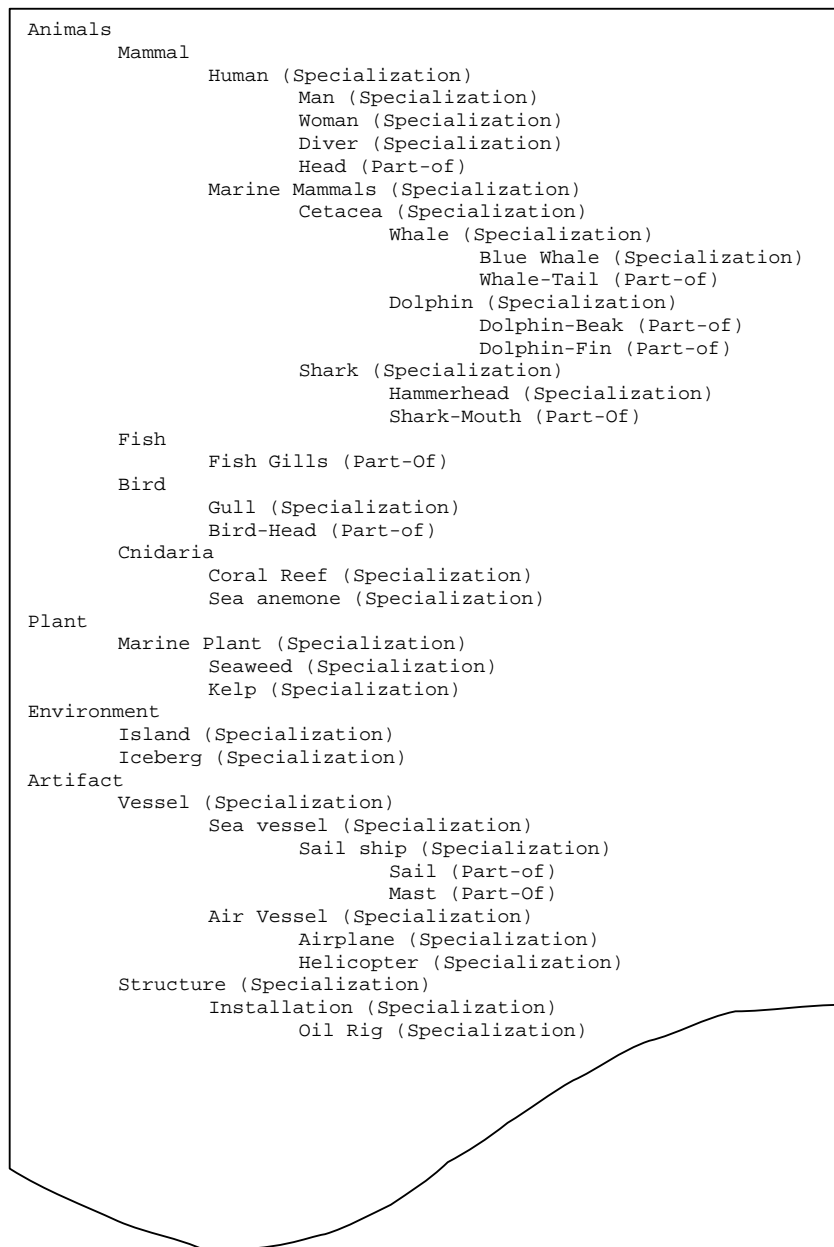 Animals
Mammal
Human (Specialization)
Man (Specialization)
Woman (Specialization)
Diver (Specialization)
Head (Part-of)
Marine Mammals (Specialization)
Cetacea (Specialization)
Whale (Specialization)
Blue Whale (Specialization)
Whale-Tail (Part-of)
Dolphin (Specialization)
Dolphin-Beak (Part-of)
Dolphin-Fin (Part-of)
Shark (Specialization)
Hammerhead (Specialization)
Shark-Mouth (Part-Of)
Fish
Fish Gills (Part-Of)
Bird
Gull (Specialization)
Bird-Head (Part-of)
Cnidaria
Coral Reef (Specialization)
Sea anemone (Specialization)
Plant
Marine Plant (Specialization)
Seaweed (Specialization)
Kelp (Specialization)
Environment
Island (Specialization)
Iceberg (Specialization)
Artifact
Vessel (Specialization)
Sea vessel (Specialization)
Sail ship (Specialization)
Sail (Part-of)
Mast (Part-Of)
Air Vessel (Specialization)
Airplane (Specialization)
Helicopter (Specialization)
Structure (Specialization)
Installation (Specialization)
Oil Rig (Specialization)